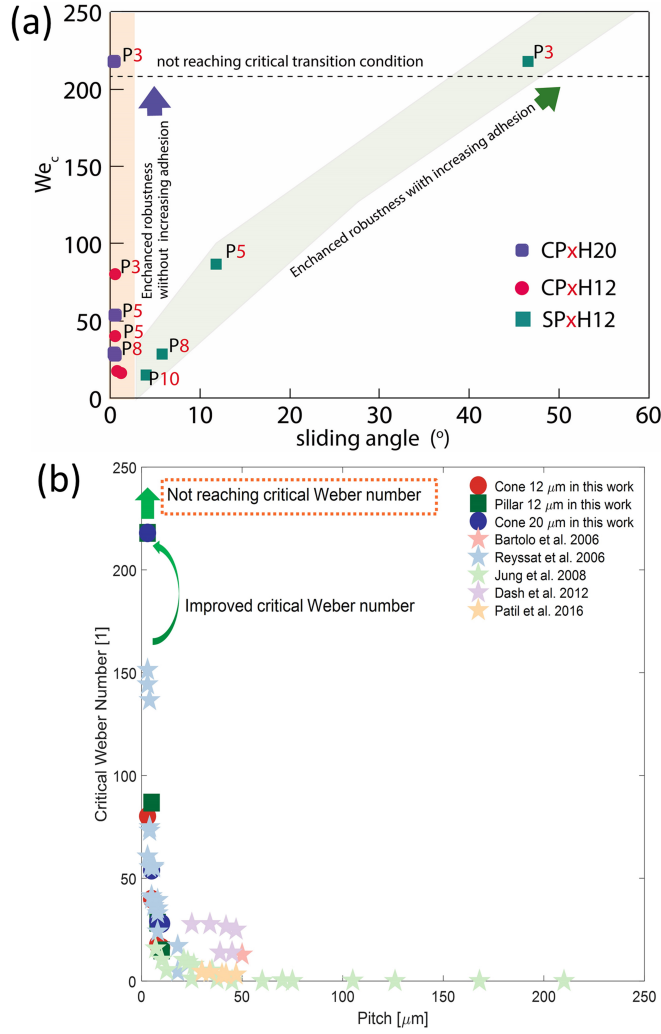 (a)
250
200
150
100
50
0
We_c
P3
not reaching critical transition condition
P3
Enchanced robustness
wiithout increasing adhesion
Enchanced robustness wiith increasing adhesion
P3
P5
P5
P5
P8
P8
P10
CPxH20
CPxH12
SPxH12
0
10
20
30
40
50
60
sliding angle (o)
(b)
250
200
150
100
50
0
Critical Weber Number [1]
Not reaching critical Weber number
Improved critical Weber number
Cone 12 μm in this work
Pillar 12 μm in this work
Cone 20 μm in this work
Bartolo et al. 2006
Reyssat et al. 2006
Jung et al. 2008
Dash et al. 2012
Patil et al. 2016
0
50
100
150
200
250
Pitch [μm]